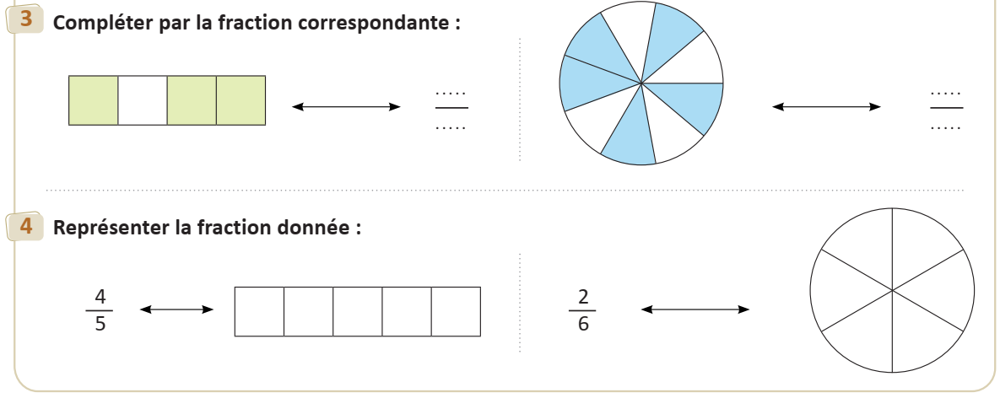 3 Compléter par la fraction correspondante :
..... .....
..... .....
4 Représenter la fraction donnée :
4 2
5 6